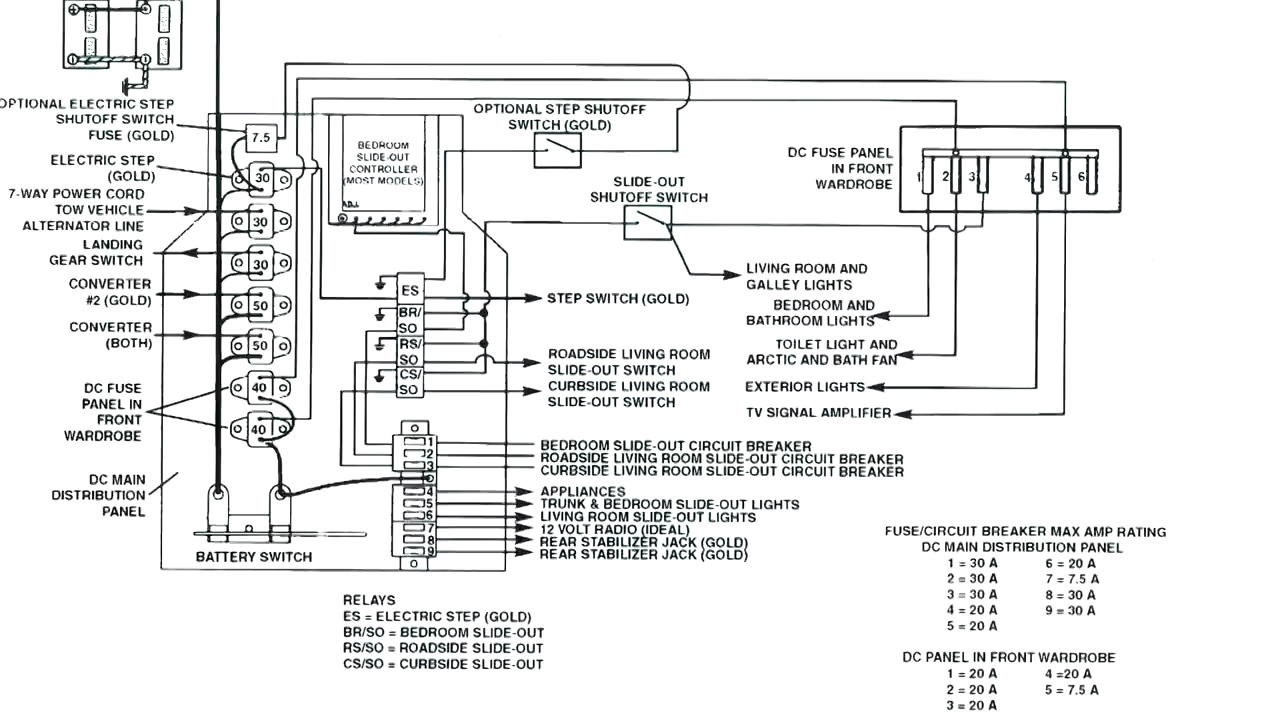 OPTIONAL ELECTRIC STEP
SHUTOFF SWITCH
FUSE (GOLD)
ELECTRIC STEP
(GOLD)
7-WAY POWER CORD
TOW VEHICLE
ALTERNATOR LINE
LANDING
GEAR SWITCH
CONVERTER
#2 (GOLD)
CONVERTER
(BOTH)
DC FUSE
PANEL IN
FRONT
WARDROBE
DC MAIN
DISTRIBUTION
PANEL
7.5
30
30
30
50
50
40
40
BATTERY SWITCH
BEDROOM
SLIDE-OUT
CONTROLLER
(MOST MODELS)
ADJ.
OPTIONAL STEP SHUTOFF
SWITCH (GOLD)
SLIDE-OUT
SHUTOFF SWITCH
DC FUSE PANEL
IN FRONT
WARDROBE
1
2
3
4
5
6
LIVING ROOM AND
GALLEY LIGHTS
BEDROOM AND
BATHROOM LIGHTS
TOILET LIGHT AND
ARCTIC AND BATH FAN
EXTERIOR LIGHTS
TV SIGNAL AMPLIFIER
ES
BR/
SO
RS/
SO
CS/
SO
STEP SWITCH (GOLD)
ROADSIDE LIVING ROOM
SLIDE-OUT SWITCH
CURBSIDE LIVING ROOM
SLIDE-OUT SWITCH
1 BEDROOM SLIDE-OUT CIRCUIT BREAKER
2 ROADSIDE LIVING ROOM SLIDE-OUT CIRCUIT BREAKER
3 CURBSIDE LIVING ROOM SLIDE-OUT CIRCUIT BREAKER
4 APPLIANCES
5 TRUNK & BEDROOM SLIDE-OUT LIGHTS
6 LIVING ROOM SLIDE-OUT LIGHTS
7 12 VOLT RADIO (IDEAL)
8 REAR STABILIZER JACK (GOLD)
9 REAR STABILIZER JACK (GOLD)
RELAYS
ES = ELECTRIC STEP (GOLD)
BR/SO = BEDROOM SLIDE-OUT
RS/SO = ROADSIDE SLIDE-OUT
CS/SO = CURBSIDE SLIDE-OUT
FUSE/CIRCUIT BREAKER MAX AMP RATING
DC MAIN DISTRIBUTION PANEL
1 = 30 A 6 = 20 A
2 = 30 A 7 = 7.5 A
3 = 30 A 8 = 30 A
4 = 20 A 9 = 30 A
5 = 20 A
DC PANEL IN FRONT WARDROBE
1 = 20 A 4 =20 A
2 = 20 A 5 = 7.5 A
3 = 20 A